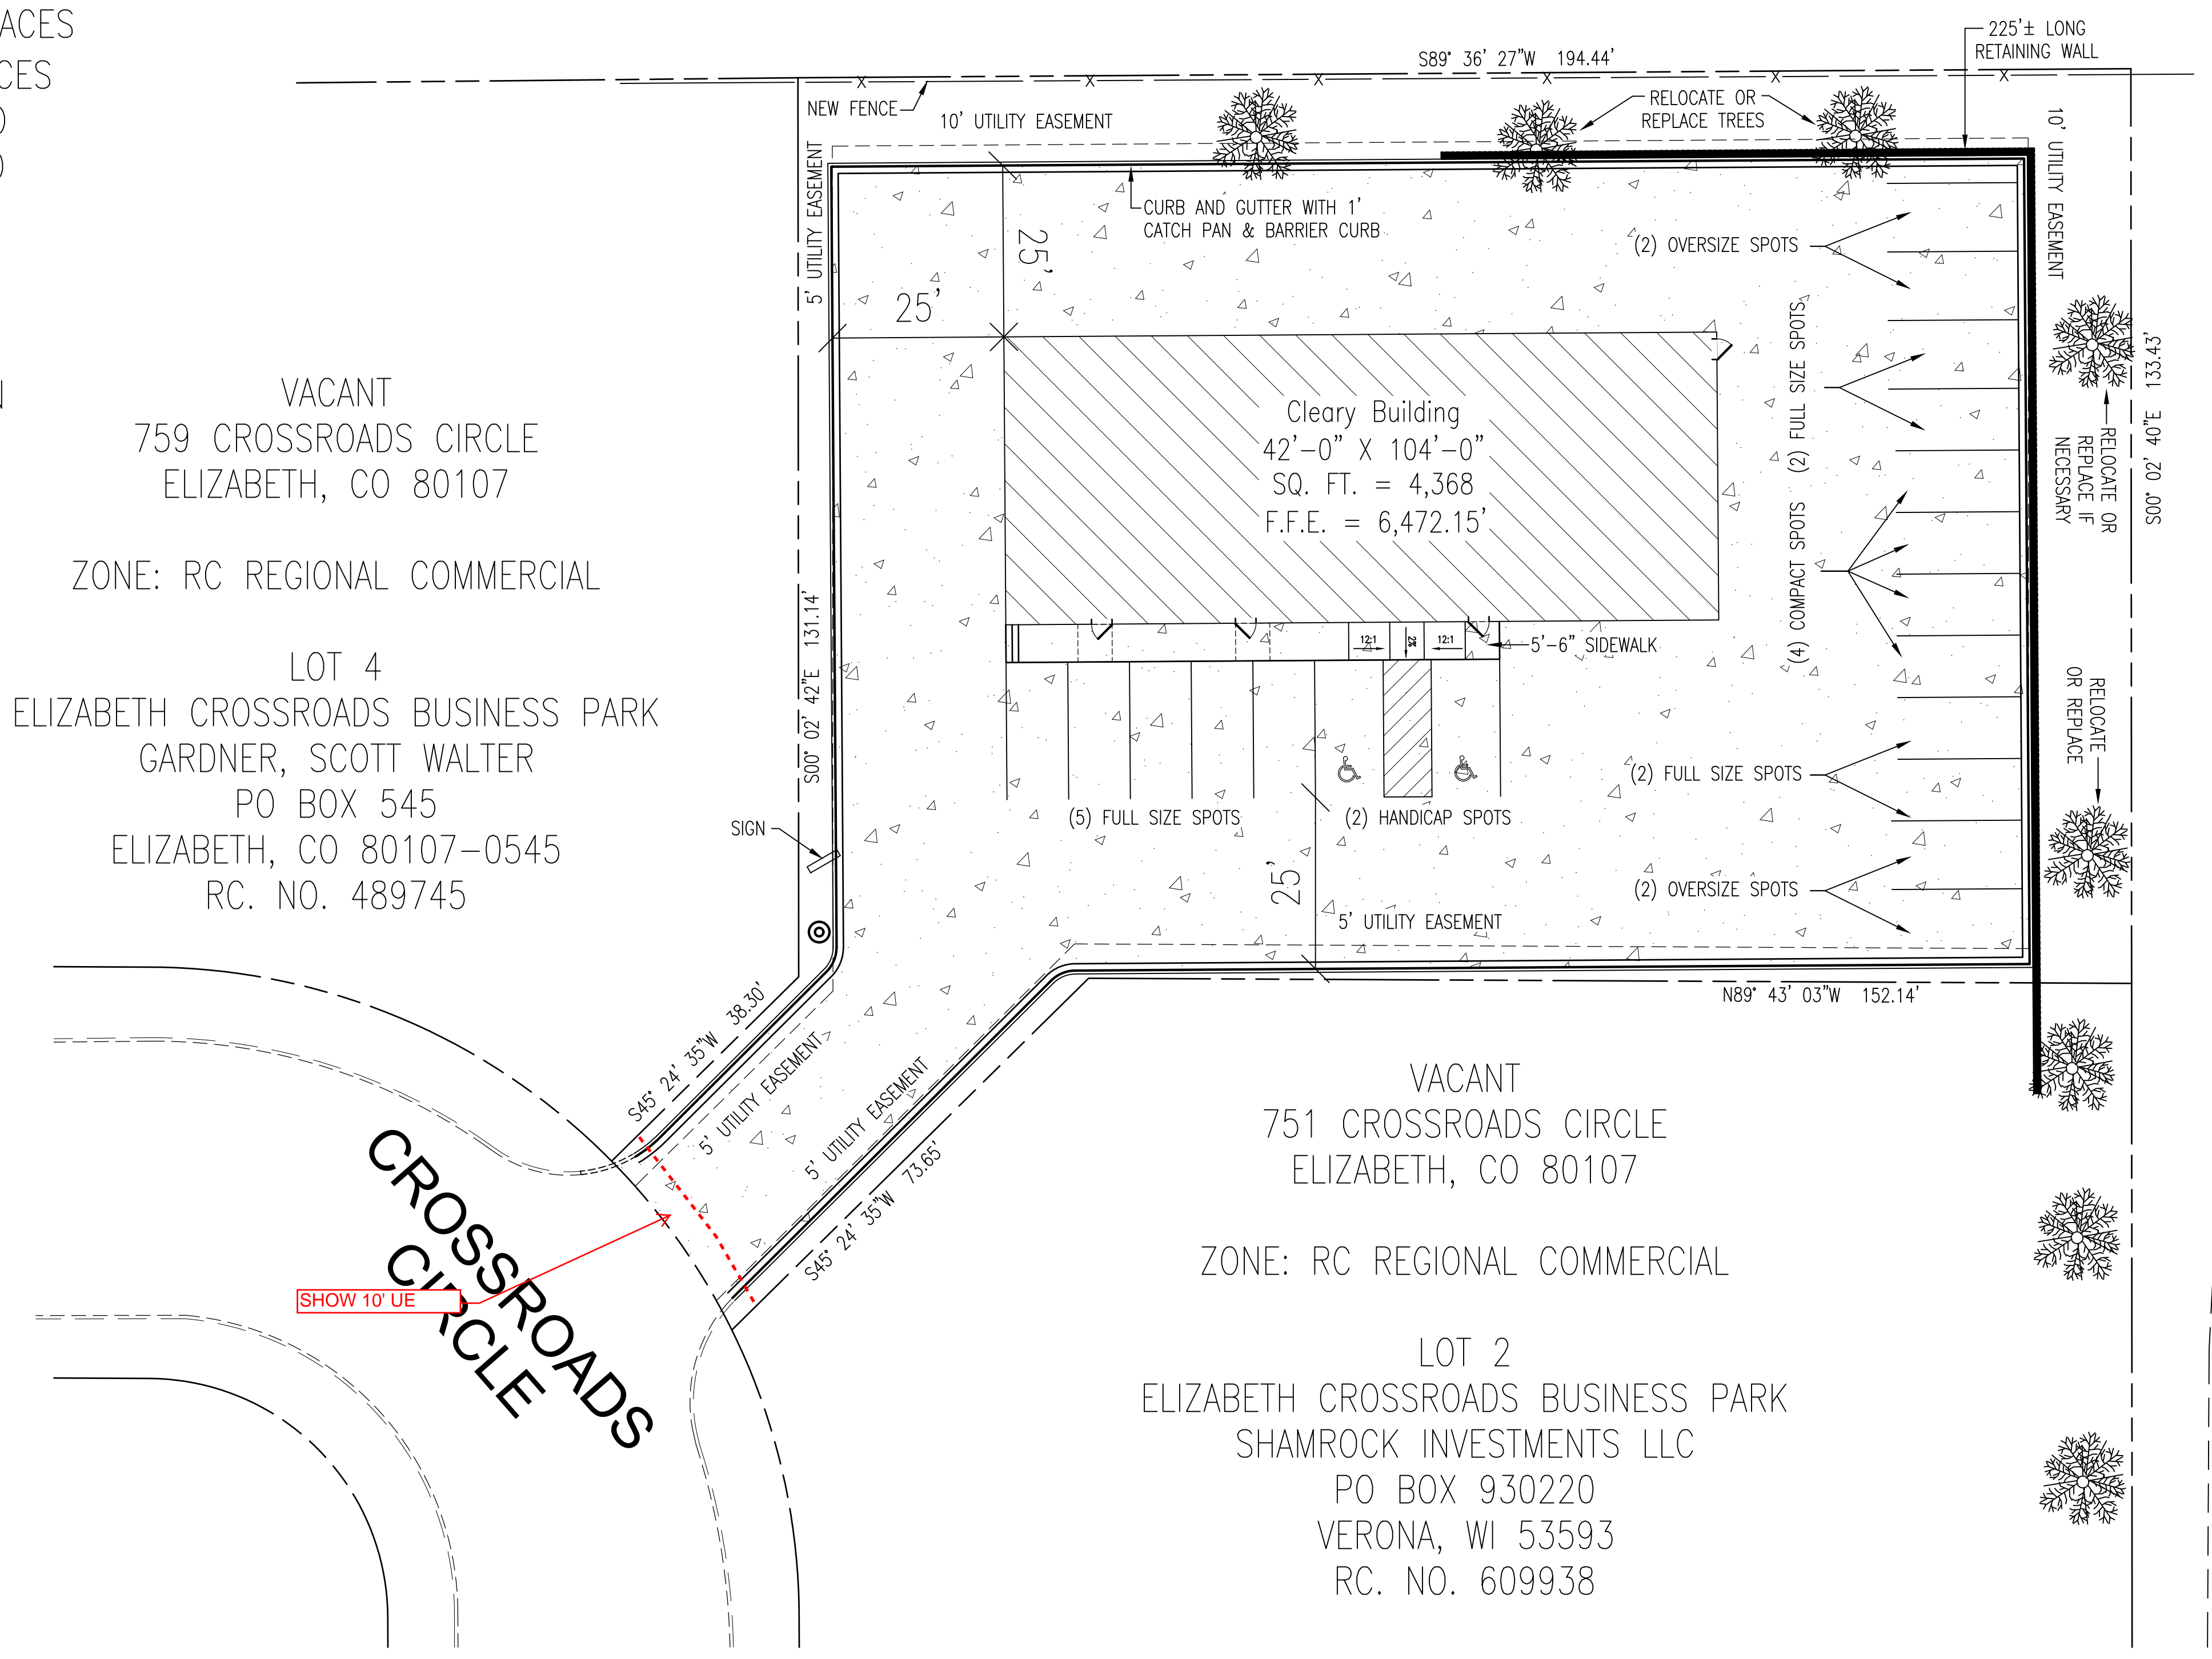 ACES
CES
S89° 36' 27"W 194.44'
225'± LONG
RETAINING WALL
NEW FENCE
10' UTILITY EASEMENT
RELOCATE OR
REPLACE TREES
10' UTILITY EASEMENT
5' UTILITY EASEMENT
CURB AND GUTTER WITH 1'
CATCH PAN & BARRIER CURB
25'
25'
(2) OVERSIZE SPOTS
(2) FULL SIZE SPOTS
(4) COMPACT SPOTS
S00° 02' 40"E 133.43'
RELOCATE OR
REPLACE IF
NECESSARY
VACANT
759 CROSSROADS CIRCLE
ELIZABETH, CO 80107
ZONE: RC REGIONAL COMMERCIAL
LOT 4
ELIZABETH CROSSROADS BUSINESS PARK
GARDNER, SCOTT WALTER
PO BOX 545
ELIZABETH, CO 80107-0545
RC. NO. 489745
Cleary Building
42'-0" X 104'-0"
SQ. FT. = 4,368
F.F.E. = 6,472.15'
S00° 02' 42"E 131.14'
12:1
2%
12:1
5'-6" SIDEWALK
RELOCATE
OR REPLACE
(2) FULL SIZE SPOTS
(5) FULL SIZE SPOTS
(2) HANDICAP SPOTS
SIGN
25'
(2) OVERSIZE SPOTS
5' UTILITY EASEMENT
N89° 43' 03"W 152.14'
S45° 24' 35"W 38.30'
5' UTILITY EASEMENT
5' UTILITY EASEMENT
S45° 24' 35"W 73.65'
CROSSROADS
CIRCLE
SHOW 10' UE
VACANT
751 CROSSROADS CIRCLE
ELIZABETH, CO 80107
ZONE: RC REGIONAL COMMERCIAL
LOT 2
ELIZABETH CROSSROADS BUSINESS PARK
SHAMROCK INVESTMENTS LLC
PO BOX 930220
VERONA, WI 53593
RC. NO. 609938